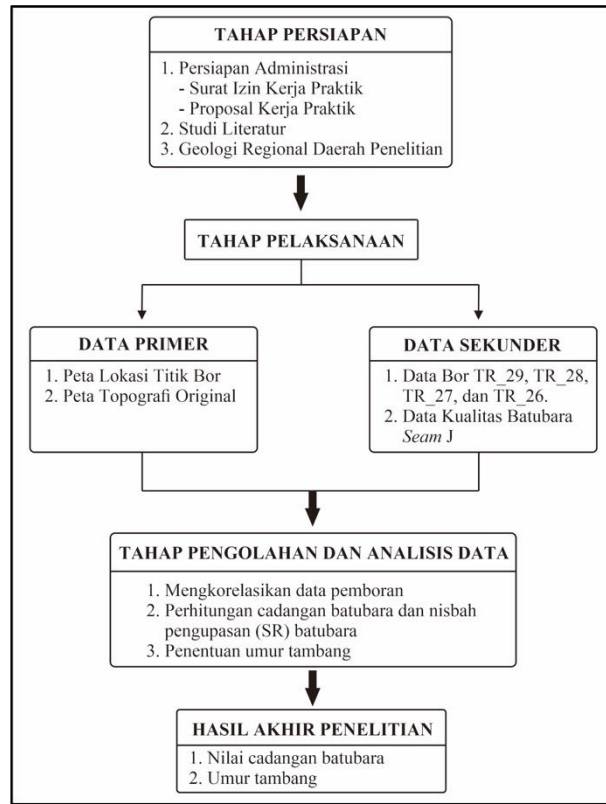 TAHAP PERSIAPAN
1. Persiapan Administrasi
- Surat Izin Kerja Praktik
- Proposal Kerja Praktik
2. Studi Literatur
3. Geologi Regional Daerah Penelitian
TAHAP PELAKSANAAN
DATA PRIMER
1. Peta Lokasi Titik Bor
2. Peta Topografi Original
DATA SEKUNDER
1. Data Bor TR_29, TR_28,
TR_27, dan TR_26.
2. Data Kualitas Batubara
Seam J
TAHAP PENGOLAHAN DAN ANALISIS DATA
1. Mengkorelasikan data pemboran
2. Perhitungan cadangan batubara dan nisbah
pengupasan (SR) batubara
3. Penentuan umur tambang
HASIL AKHIR PENELITIAN
1. Nilai cadangan batubara
2. Umur tambang